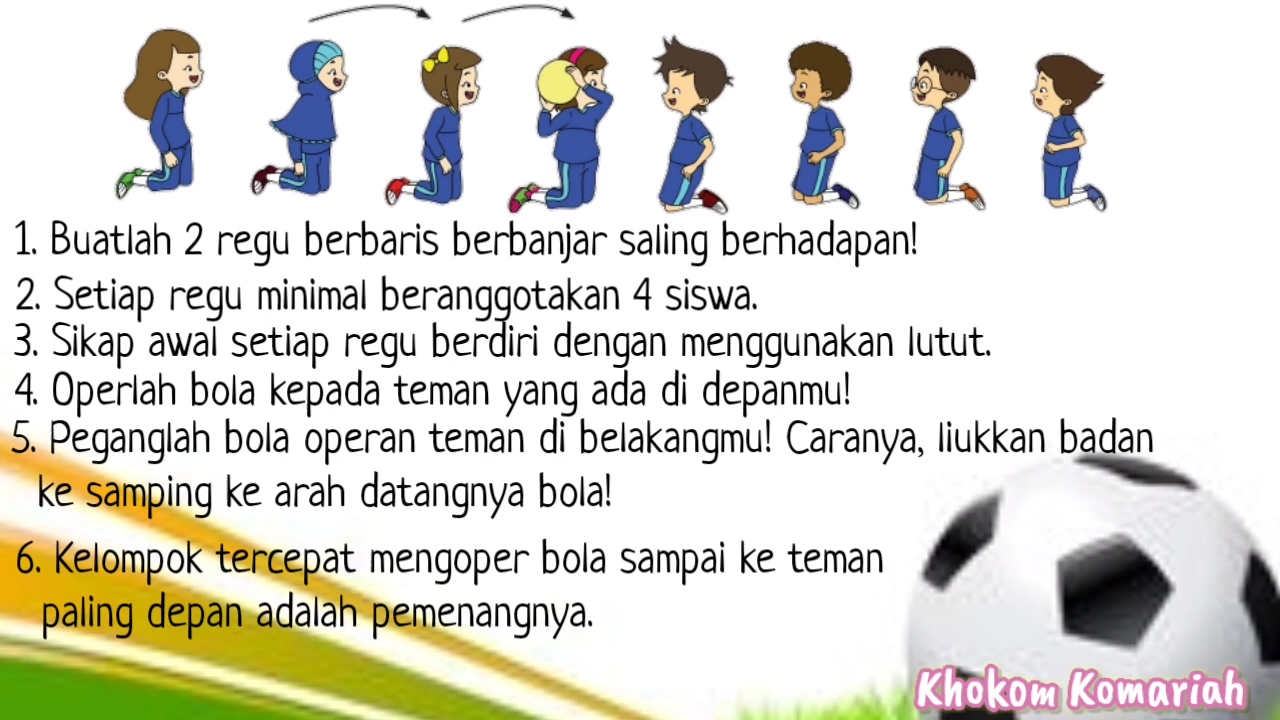 1. Buatlah 2 regu berbaris berbanjar saling berhadapan!
2. Setiap regu minimal beranggotakan 4 siswa.
3. Sikap awal setiap regu berdiri dengan menggunakan lutut.
4. Operlah bola kepada teman yang ada di depanmu!
5. Peganglah bola operan teman di belakangmu! Caranya, liukkan badan
ke samping ke arah datangnya bola!
6. Kelompok tercepat mengoper bola sampai ke teman
paling depan adalah pemenangnya.
Khokom Komariah